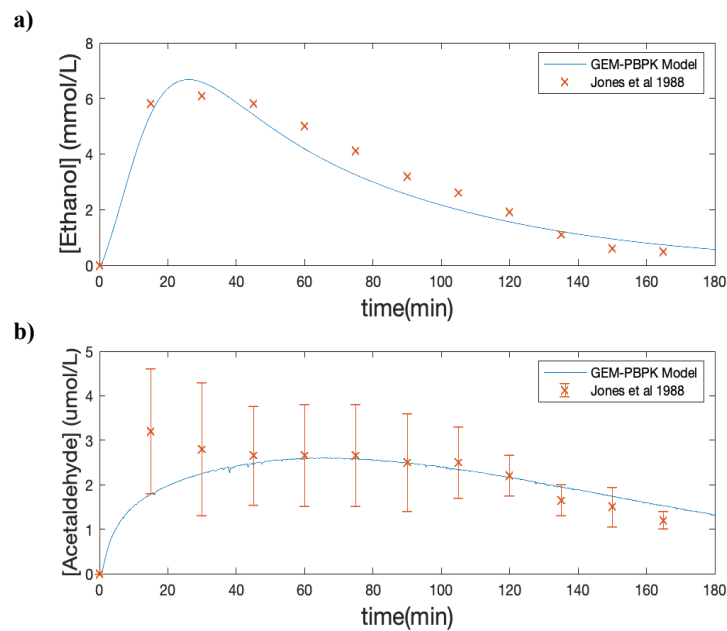 a)
[Ethanol] (mmol/L)
8
6
4
2
0
GEM-PBPK Model
Jones et al 1988
0 20 40 60 80 100 120 140 160 180
time(min)
b)
[Acetaldehyde] (umol/L)
5
4
3
2
1
0
GEM-PBPK Model
Jones et al 1988
0 20 40 60 80 100 120 140 160 180
time(min)